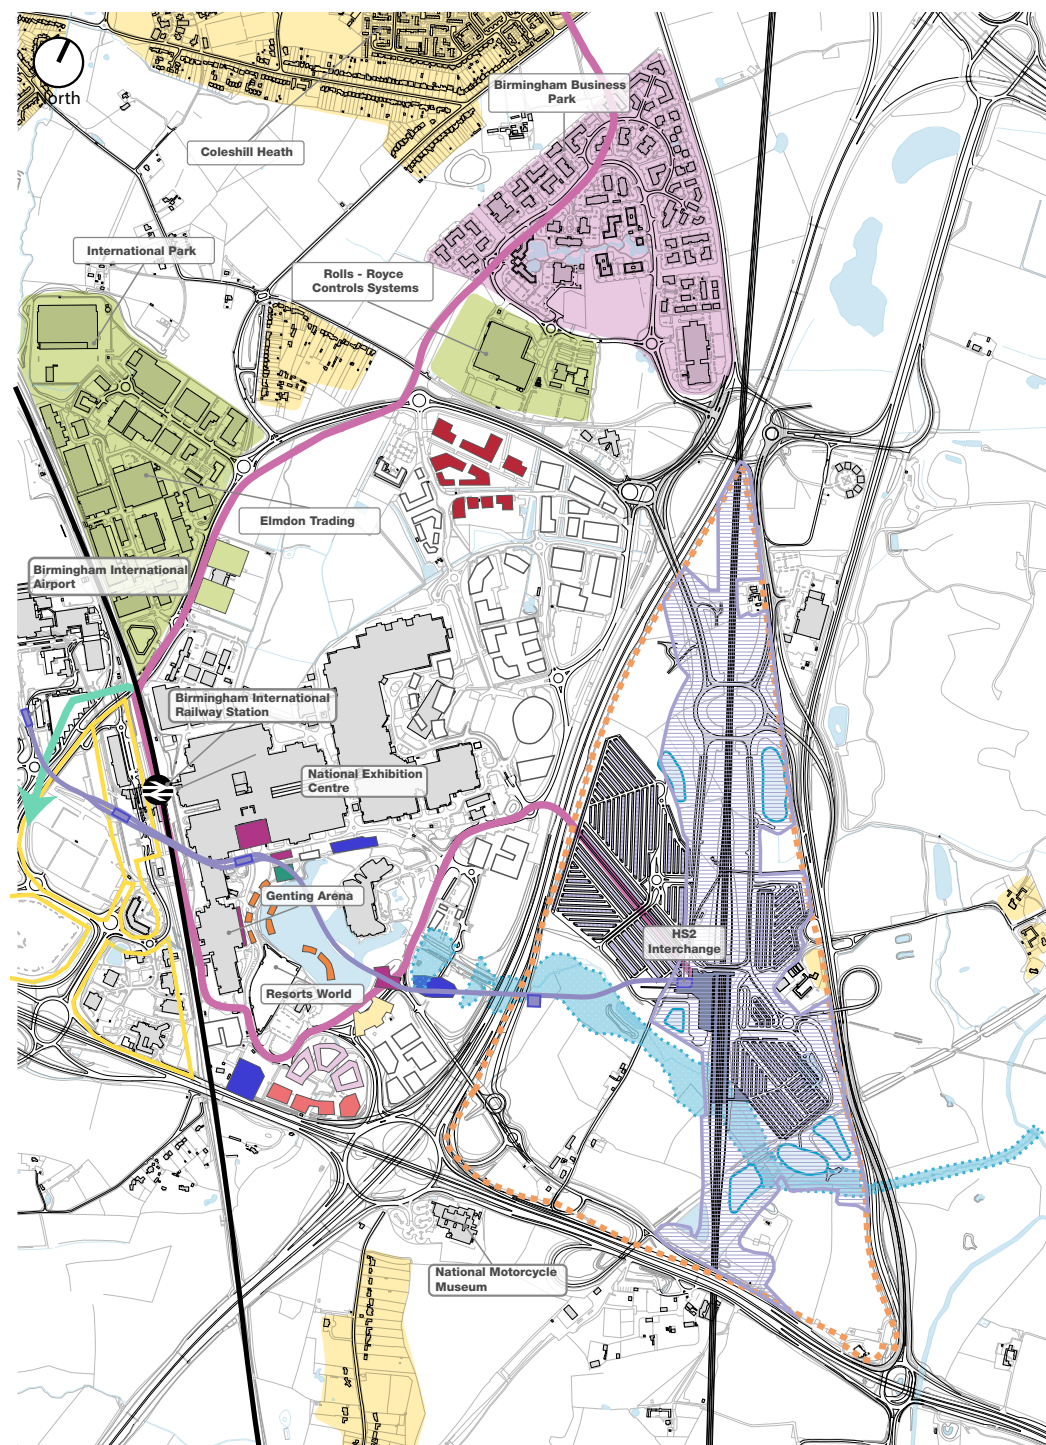 North
Birmingham Business
Park
Coleshill Heath
International Park
Rolls - Royce
Controls Systems
Elmdon Trading
Birmingham International
Airport
Birmingham International
Railway Station
National Exhibition
Centre
Genting Arena
HS2
Interchange
Resorts World
National Motorcycle
Museum